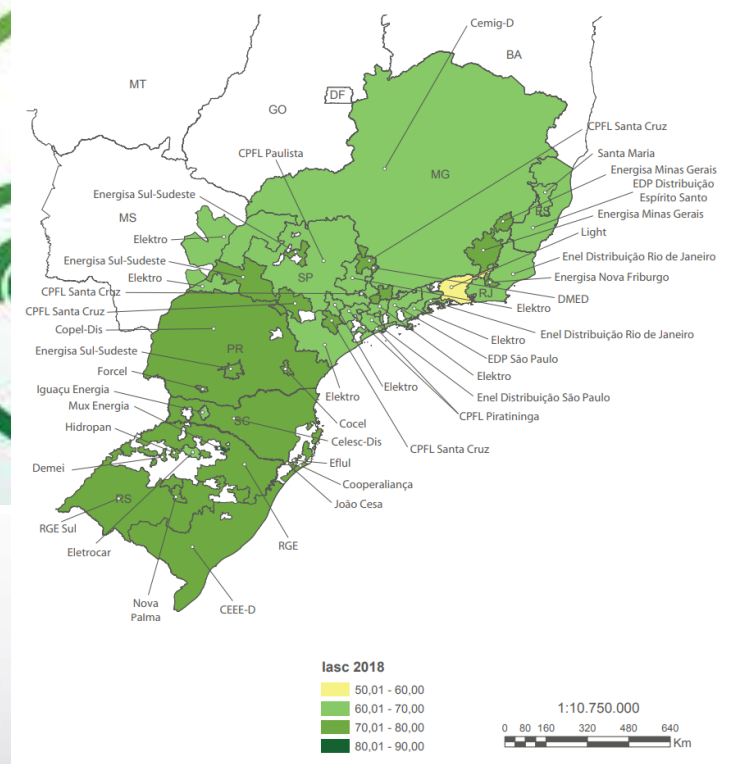 Cemig-D
BA
MT
DF
GO
CPFL Santa Cruz
CPFL Paulista
Santa Maria
MG
Energisa Minas Gerais
EDP Distribuição
Espírito Santo
Energisa Sul-Sudeste
ES
MS
Energisa Minas Gerais
Light
Elektro
Enel Distribuição Rio de Janeiro
Energisa Sul-Sudeste
SP
Energisa Nova Friburgo
Elektro
RJ
DMED
CPFL Santa Cruz
Elektro
CPFL Santa Cruz
Enel Distribuição Rio de Janeiro
Copel-Dis
Elektro
PR
Energisa Sul-Sudeste
EDP São Paulo
Forcel
Elektro
Iguaçu Energia
Elektro
Elektro
Enel Distribuição São Paulo
Mux Energia
CPFL Piratininga
SC
Cocel
Hidropan
Celesc-Dis
CPFL Santa Cruz
Demei
Eflul
Cooperaliança
RS
João Cesa
RGE Sul
RGE
Eletrocar
Nova
Palma
CEEE-D
Iasc 2018
50,01 - 60,00
60,01 - 70,00
70,01 - 80,00
80,01 - 90,00
1:10.750.000
0 80 160 320 480 640
Km